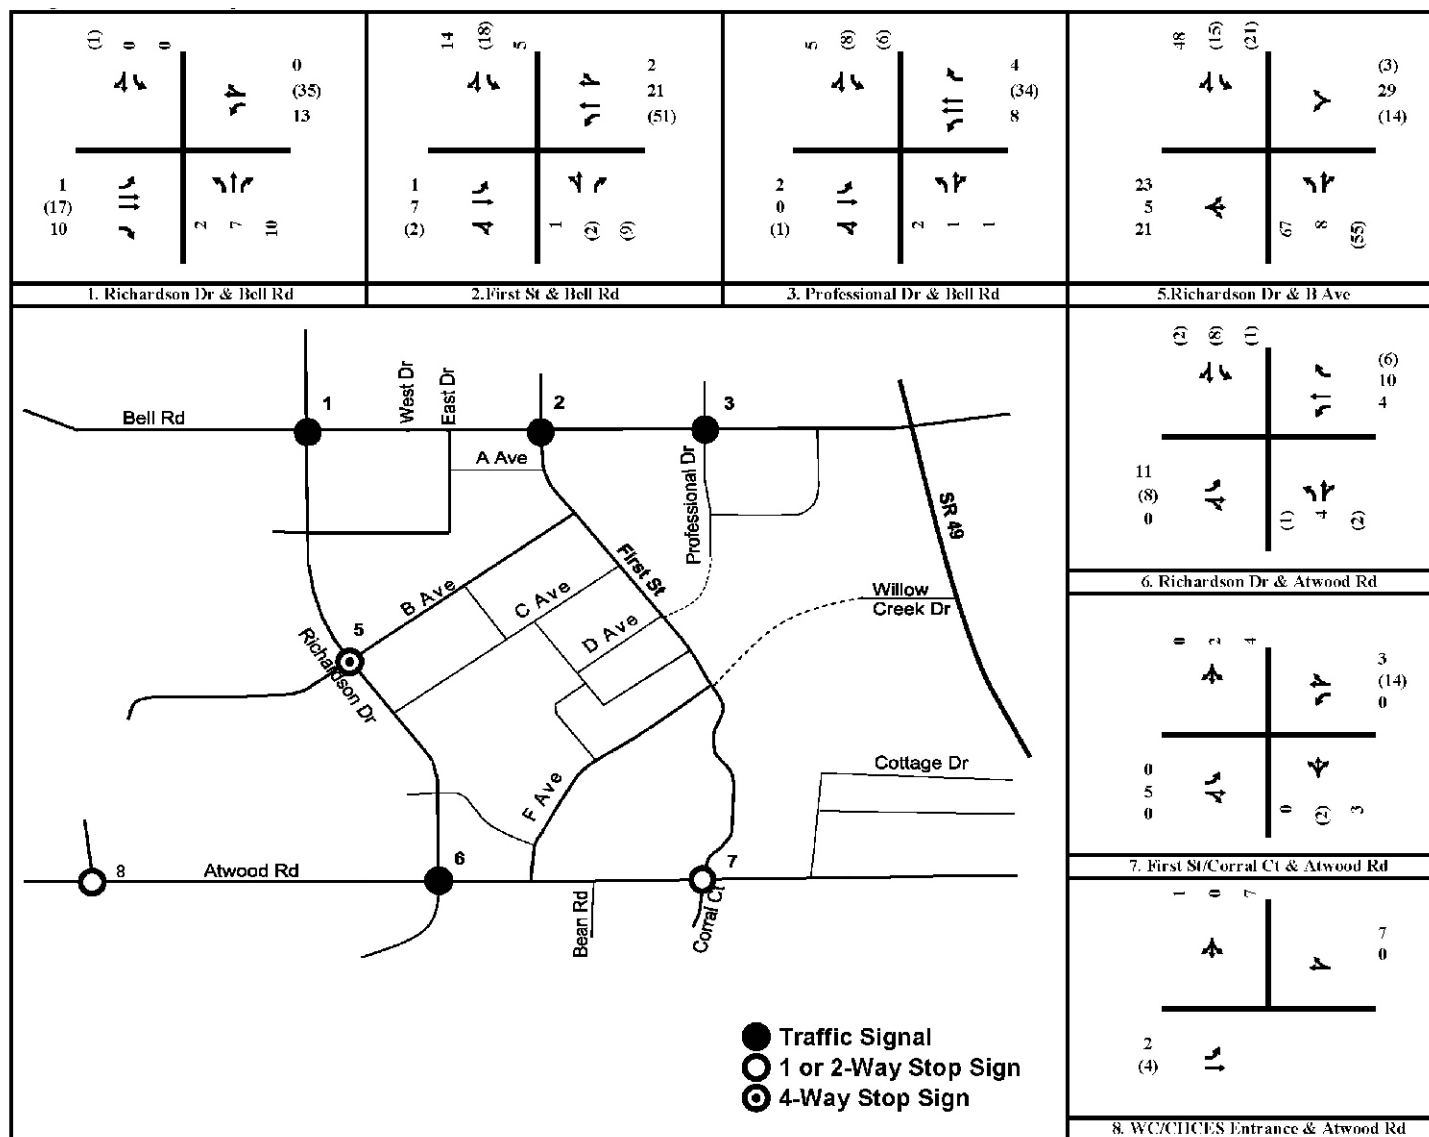 (1) 0 0
0
(35)
13
1
(17)
10
2 7 10
1. Richardson Dr & Bell Rd
14 (18) 5
2
21
(51)
1
7
(2)
1 (2) (9)
2.First St & Bell Rd
5 (8) (6)
4
(34)
8
2
0
(1)
2 1 1
3. Professional Dr & Bell Rd
48 (15) (21)
(3)
29
(14)
23
5
21
67 8 (55)
5.Richardson Dr & B Ave
(2) (8) (1)
(6)
10
4
11
(8)
0
(1) 4 (2)
6. Richardson Dr & Atwood Rd
0 2 4
3
(14)
0
0
5
0
0 (2) 3
7. First St/Corral Ct & Atwood Rd
1 0 7
7
0
2
(4)
8. WC/CHCES Entrance & Atwood Rd
Bell Rd
1
West Dr
East Dr
2
3
A Ave
Professional Dr
SR 49
First St
B Ave
C Ave
D Ave
Willow
Creek Dr
5
Richardson Dr
F Ave
Cottage Dr
8
Atwood Rd
6
7
Bean Rd
Corral Ct
Traffic Signal
1 or 2-Way Stop Sign
4-Way Stop Sign